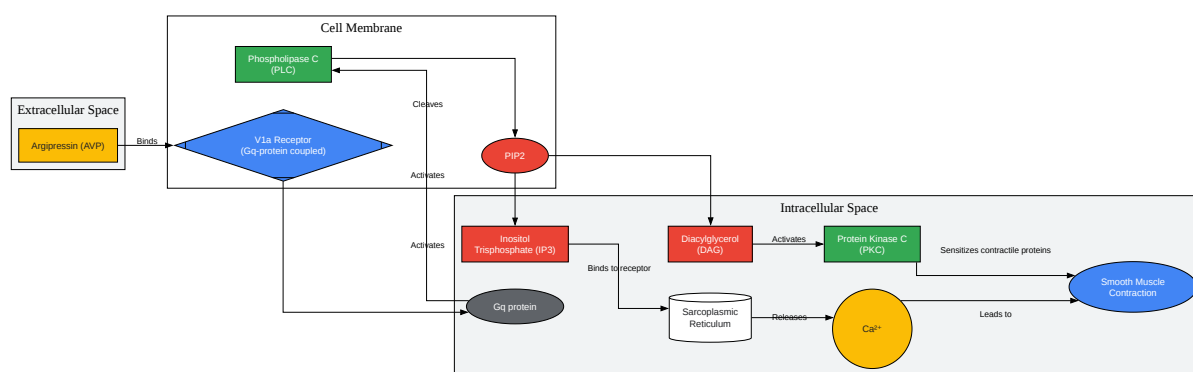 Cell Membrane
Phospholipase C
(PLC)
Cleaves
Extracellular Space
Argipressin (AVP)
Binds
V1a Receptor
(Gq-protein coupled)
PIP2
Activates
Intracellular Space
Inositol
Trisphosphate (IP3)
Diacylglycerol
(DAG)
Activates
Protein Kinase C
(PKC)
Sensitizes contractile proteins
Activates
Binds to receptor
Smooth Muscle
Contraction
Gq protein
Sarcoplasmic
Reticulum
Releases
Ca²⁺
Leads to